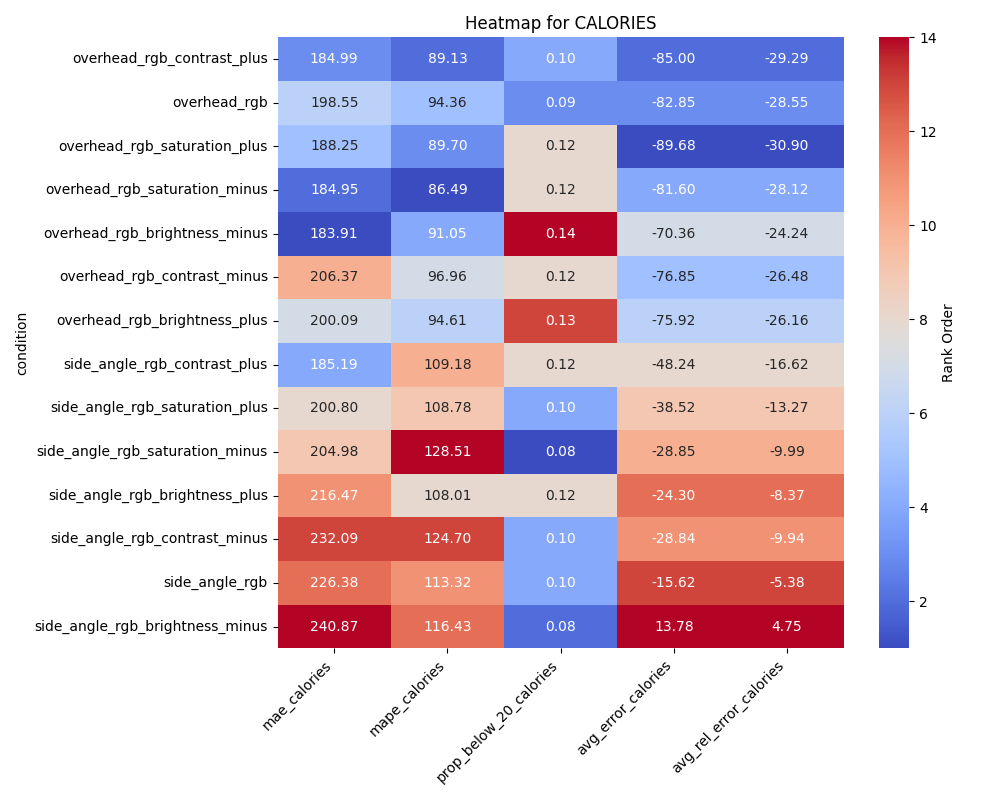 Heatmap for CALORIES
condition
overhead_rgb_contrast_plus 184.99 89.13 0.10 -85.00 -29.29
overhead_rgb 198.55 94.36 0.09 -82.85 -28.55
overhead_rgb_saturation_plus 188.25 89.70 0.12 -89.68 -30.90
overhead_rgb_saturation_minus 184.95 86.49 0.12 -81.60 -28.12
overhead_rgb_brightness_minus 183.91 91.05 0.14 -70.36 -24.24
overhead_rgb_contrast_minus 206.37 96.96 0.12 -76.85 -26.48
overhead_rgb_brightness_plus 200.09 94.61 0.13 -75.92 -26.16
side_angle_rgb_contrast_plus 185.19 109.18 0.12 -48.24 -16.62
side_angle_rgb_saturation_plus 200.80 108.78 0.10 -38.52 -13.27
side_angle_rgb_saturation_minus 204.98 128.51 0.08 -28.85 -9.99
side_angle_rgb_brightness_plus 216.47 108.01 0.12 -24.30 -8.37
side_angle_rgb_contrast_minus 232.09 124.70 0.10 -28.84 -9.94
side_angle_rgb 226.38 113.32 0.10 -15.62 -5.38
side_angle_rgb_brightness_minus 240.87 116.43 0.08 13.78 4.75
mae_calories
mape_calories
prop_below_20_calories
avg_error_calories
avg_rel_error_calories
14
12
10
8
6
4
2
Rank Order